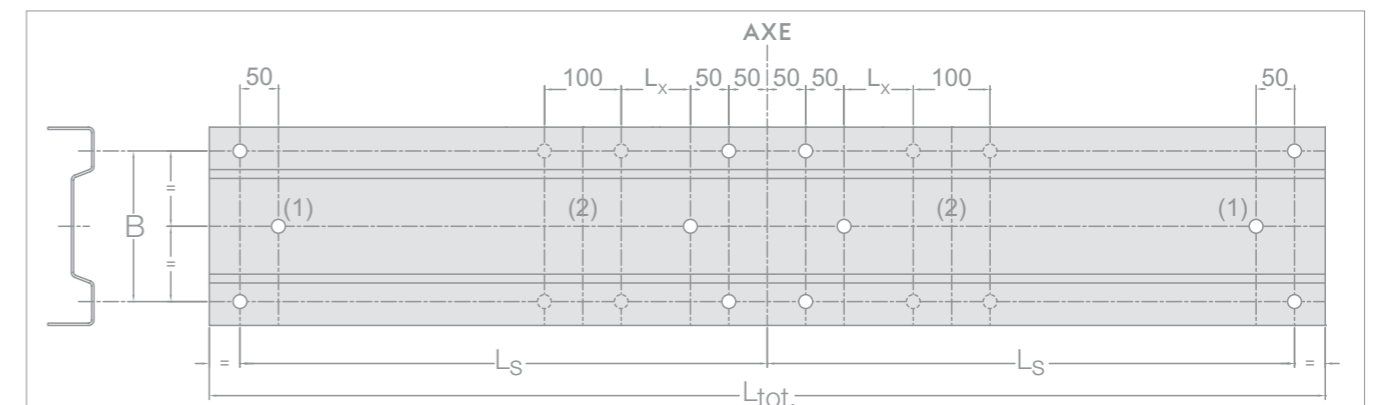 AXE
50 100 Lx 50 50 50 50 Lx 100 50
=
(1) (2) (2) (1)
B
=
= LS LS =
Ltot.